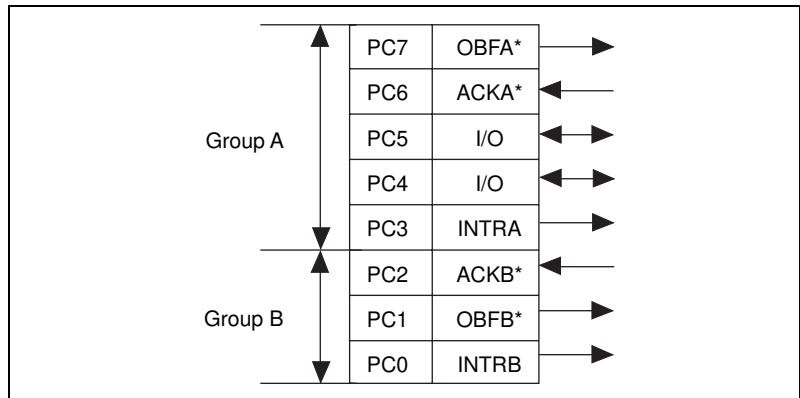 PC7 OBFA*
PC6 ACKA*
Group A
PC5 I/O
PC4 I/O
PC3 INTRA
PC2 ACKB*
Group B
PC1 OBFB*
PC0 INTRB